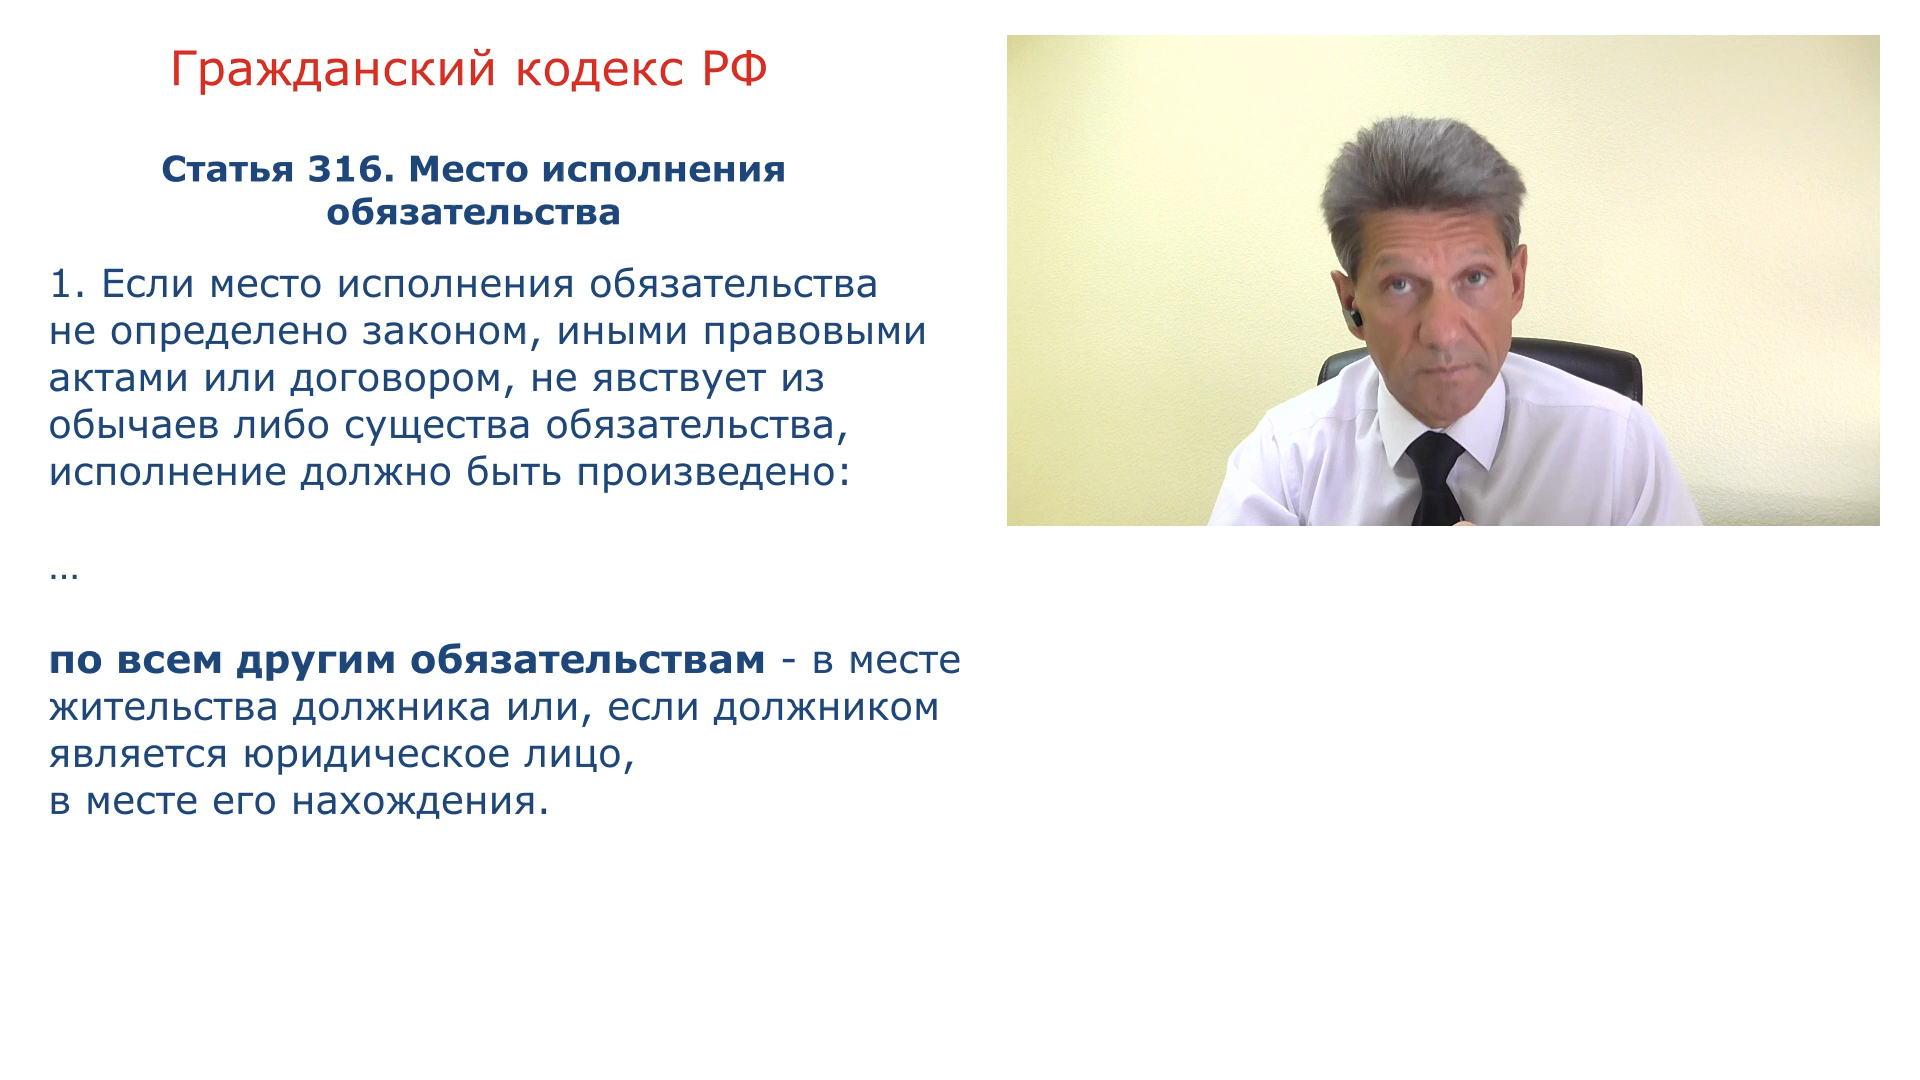 Гражданский кодекс РФ
Статья 316. Место исполнения
обязательства
1. Если место исполнения обязательства
не определено законом, иными правовыми
актами или договором, не явствует из
обычаев либо существа обязательства,
исполнение должно быть произведено:
...
по всем другим обязательствам - в месте
жительства должника или, если должником
является юридическое лицо,
в месте его нахождения.